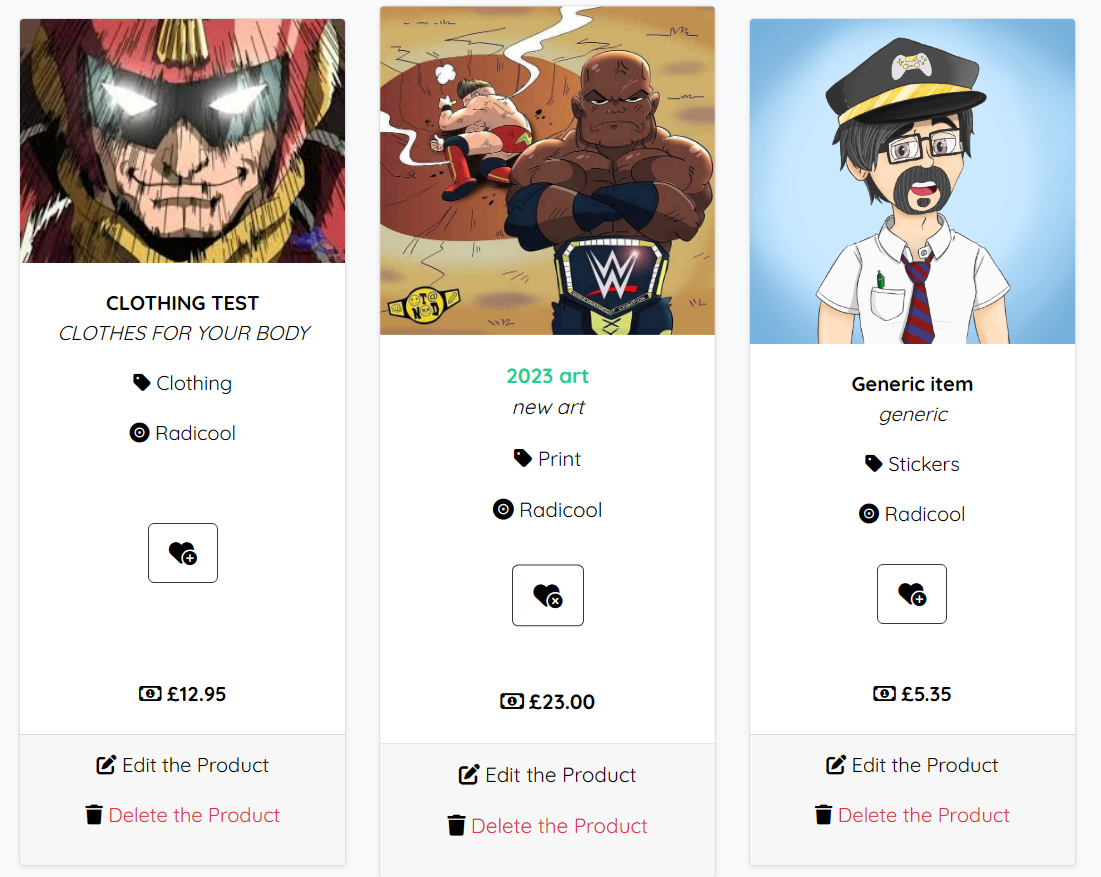 CLOTHING TEST
CLOTHES FOR YOUR BODY
Clothing
Radicool
£12.95
Edit the Product
Delete the Product
W
T@
ND
2023 art
new art
Print
Radicool
£23.00
Edit the Product
Delete the Product
Generic item
generic
Stickers
Radicool
£5.35
Edit the Product
Delete the Product